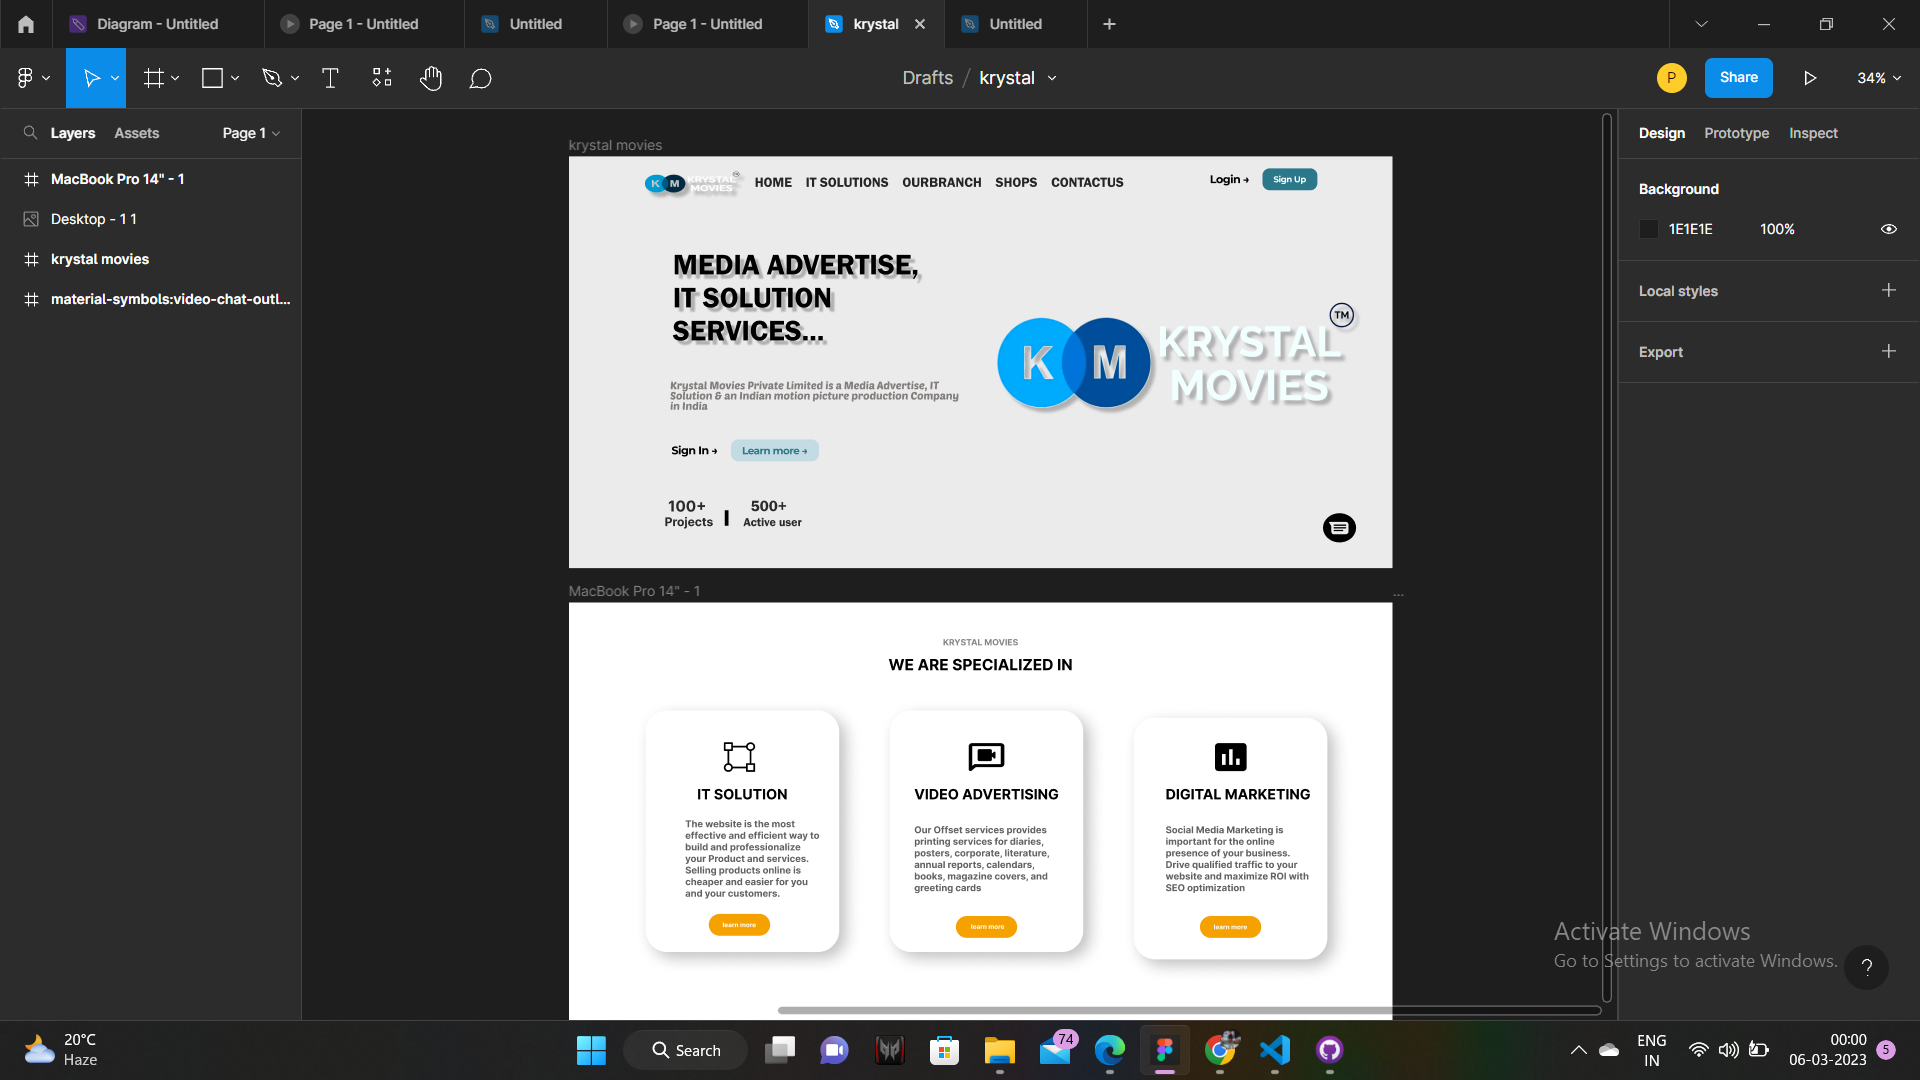 Diagram - Untitled
Page 1 - Untitled
Untitled
Page 1 - Untitled
krystal
Untitled
Drafts / krystal
P
Share
34%
Layers
Assets
Page 1
MacBook Pro 14" - 1
Desktop - 1 1
krystal movies
material-symbols:video-chat-outl...
Design
Prototype
Inspect
Background
1E1E1E
100%
Local styles
Export
krystal movies
K M KRYSTAL
MOVIES
HOME
IT SOLUTIONS
OURBRANCH
SHOPS
CONTACTUS
Login →
Sign Up
MEDIA ADVERTISE,
IT SOLUTION
SERVICES...
Krystal Movies Private Limited is a Media Advertise, IT
Solution & an Indian motion picture production Company
in India
Sign In →
Learn more →
100+
Projects
500+
Active user
TM
K M
KRYSTAL
MOVIES
MacBook Pro 14" - 1
...
KRYSTAL MOVIES
WE ARE SPECIALIZED IN
IT SOLUTION
The website is the most
effective and efficient way to
build and professionalize
your Product and services.
Selling products online is
cheaper and easier for you
and your customers.
learn more
VIDEO ADVERTISING
Our Offset services provides
printing services for diaries,
posters, corporate, literature,
annual reports, calendars,
books, magazine covers, and
greeting cards
learn more
DIGITAL MARKETING
Social Media Marketing is
important for the online
presence of your business.
Drive qualified traffic to your
website and maximize ROI with
SEO optimization
learn more
Activate Windows
Go to Settings to activate Windows.
?
20°C
Haze
Search
74
ENG
IN
00:00
06-03-2023
5